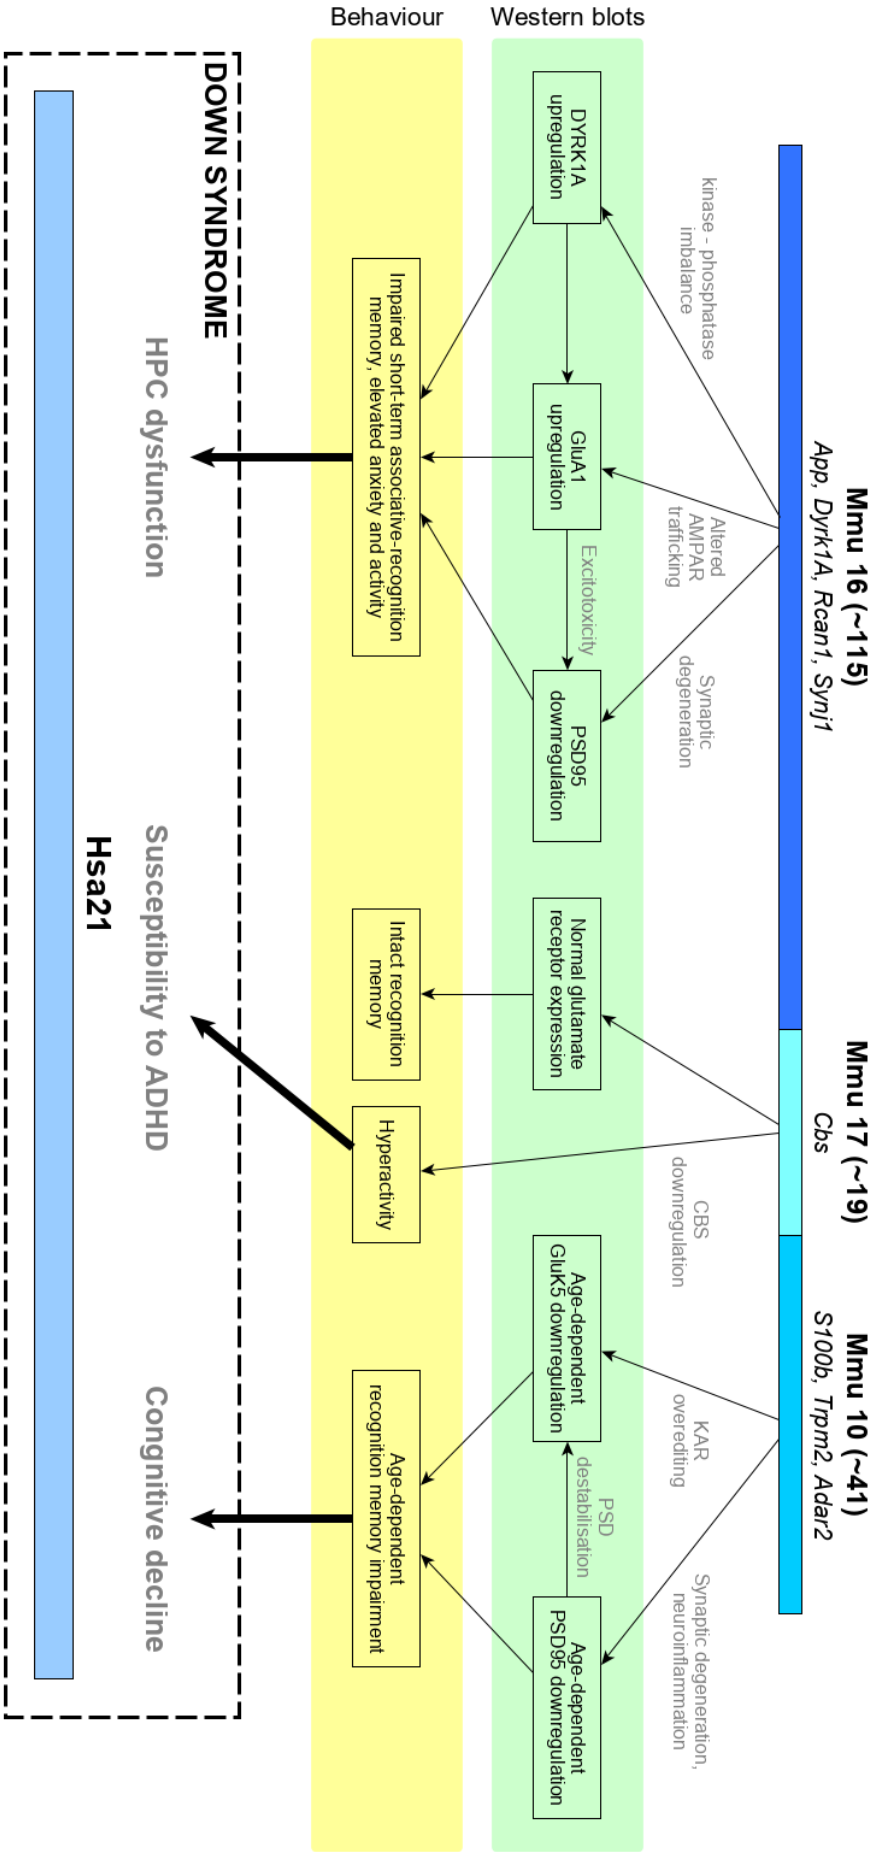 Behaviour
Western blots
Mmu 16 (~115)
App, Dyrk1A, Rcan1, Synj1
Mmu 17 (~19)
Cbs
Mmu 10 (~41)
S100b, Trpm2, Adar2
kinase - phosphatase
imbalance
Altered
AMPAR
trafficking
Synaptic
degeneration
CBS
downregulation
KAR
overediting
Synaptic degeneration,
neuroinflammation
DYRK1A
upregulation
GluA1
upregulation
Excitotoxicity
PSD95
downregulation
Normal glutamate
receptor expression
Age-dependent
GluK5 downregulation
PSD
destabilisation
Age-dependent
PSD95 downregulation
Impaired short-term associative-recognition
memory, elevated anxiety and activity
Intact recognition
memory
Hyperactivity
Age-dependent
recognition memory impairment
DOWN SYNDROME
HPC dysfunction
Susceptibility to ADHD
Congnitive decline
Hsa21